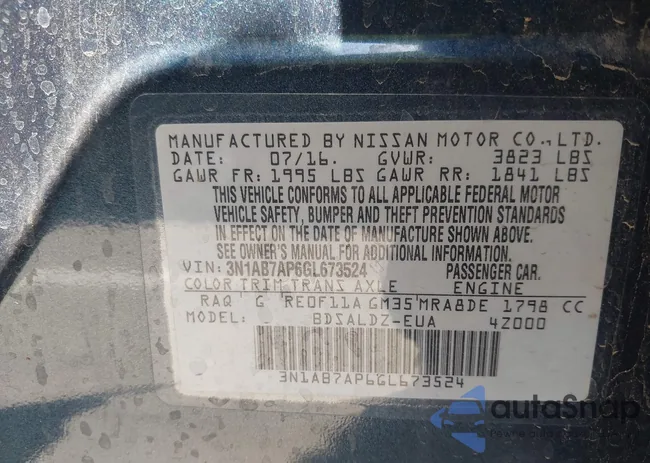 MANUFACTURED BY NISSAN MOTOR CO., LTD.
DATE: 07/16. GVWR: 3823 LBS
GAWR FR: 1995 LBS GAWR RR: 1841 LBS
THIS VEHICLE CONFORMS TO ALL APPLICABLE FEDERAL MOTOR
VEHICLE SAFETY, BUMPER AND THEFT PREVENTION STANDARDS
IN EFFECT ON THE DATE OF MANUFACTURE SHOWN ABOVE.
SEE OWNER'S MANUAL FOR ADDITIONAL INFORMATION.
VIN: 3N1AB7AP6GL673524 PASSENGER CAR.
COLOR TRIM TRANS AXLE ENGINE
RAQ G RE0F11A GM35 MRA8DE 1798 CC
MODEL: BDSALDZ-EUA 4Z000
3N1AB7AP6GL673524
autoSnap